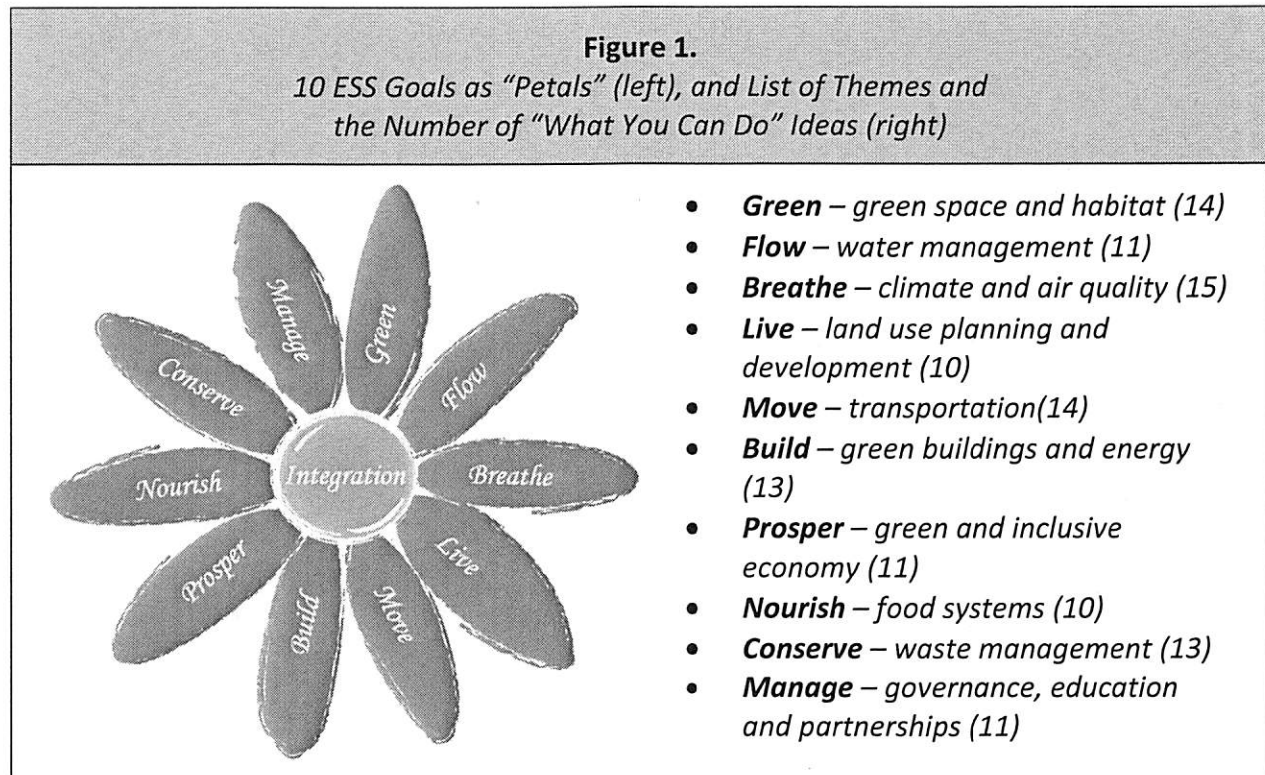 Figure 1.
10 ESS Goals as “Petals” (left), and List of Themes and
the Number of “What You Can Do” Ideas (right)
Manage
Green
Conserve
Flow
Nourish
Integration
Breathe
Prosper
Live
Build
Move
• Green – green space and habitat (14)
• Flow – water management (11)
• Breathe – climate and air quality (15)
• Live – land use planning and
development (10)
• Move – transportation(14)
• Build – green buildings and energy
(13)
• Prosper – green and inclusive
economy (11)
• Nourish – food systems (10)
• Conserve – waste management (13)
• Manage – governance, education
and partnerships (11)